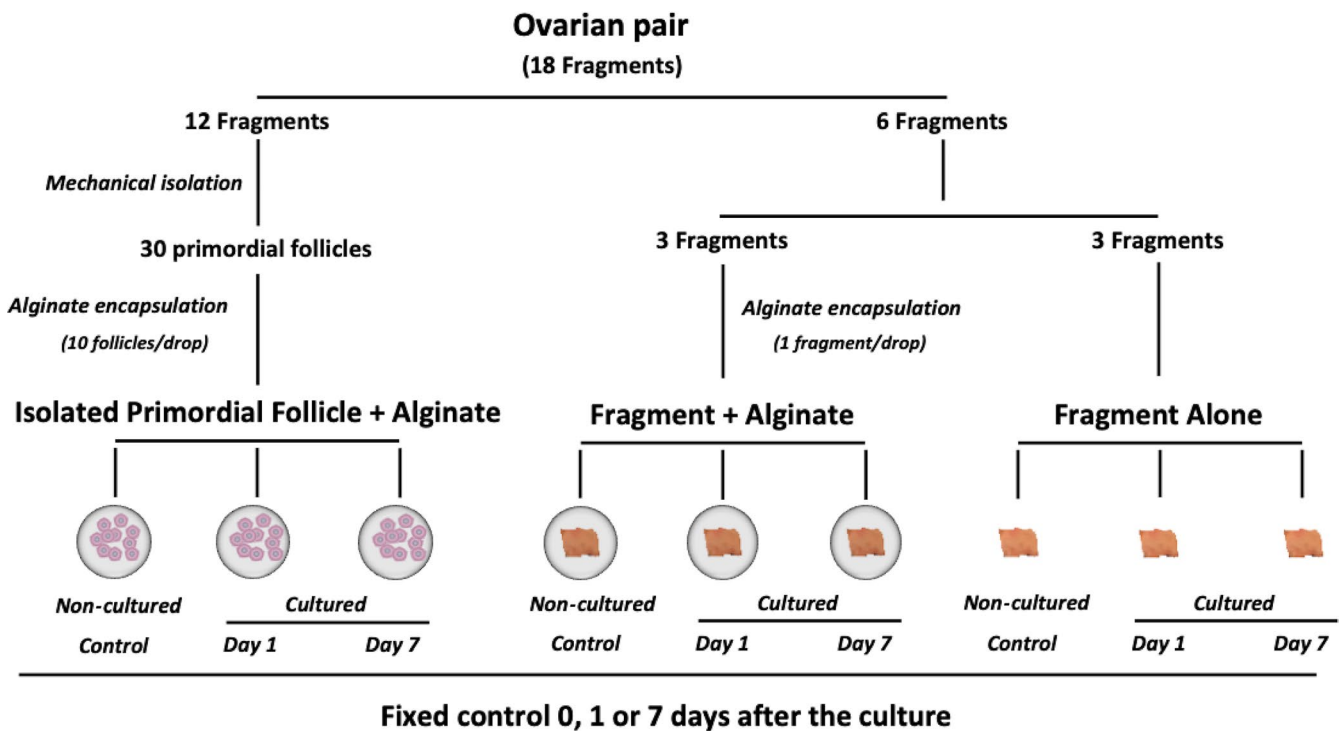 Ovarian pair
(18 Fragments)
12 Fragments
6 Fragments
Mechanical isolation
30 primordial follicles
3 Fragments
3 Fragments
Alginate encapsulation
(10 follicles/drop)
Alginate encapsulation
(1 fragment/drop)
Isolated Primordial Follicle + Alginate
Fragment + Alginate
Fragment Alone
Non-cultured
Control
Cultured
Day 1
Day 7
Non-cultured
Control
Cultured
Day 1
Day 7
Non-cultured
Control
Cultured
Day 1
Day 7
Fixed control 0, 1 or 7 days after the culture